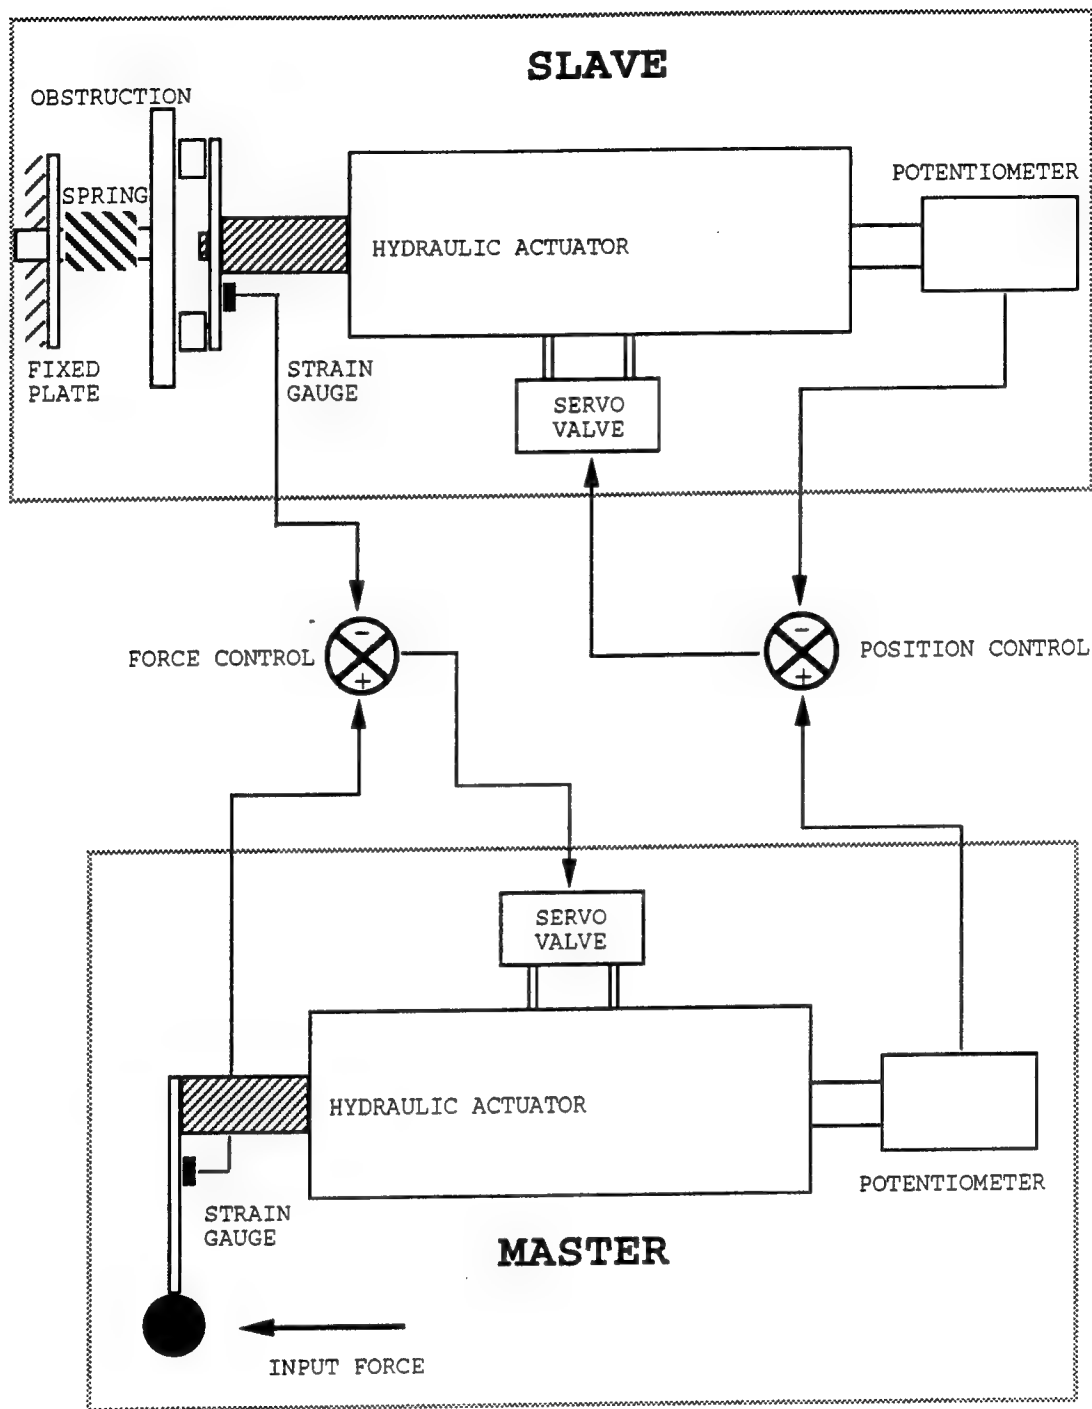 SLAVE
OBSTRUCTION
POTENTIOMETER
SPRING
HYDRAULIC ACTUATOR
FIXED
PLATE
STRAIN
GAUGE
SERVO
VALVE
−
−
FORCE CONTROL
POSITION CONTROL
+
+
SERVO
VALVE
HYDRAULIC ACTUATOR
POTENTIOMETER
STRAIN
GAUGE
MASTER
INPUT FORCE